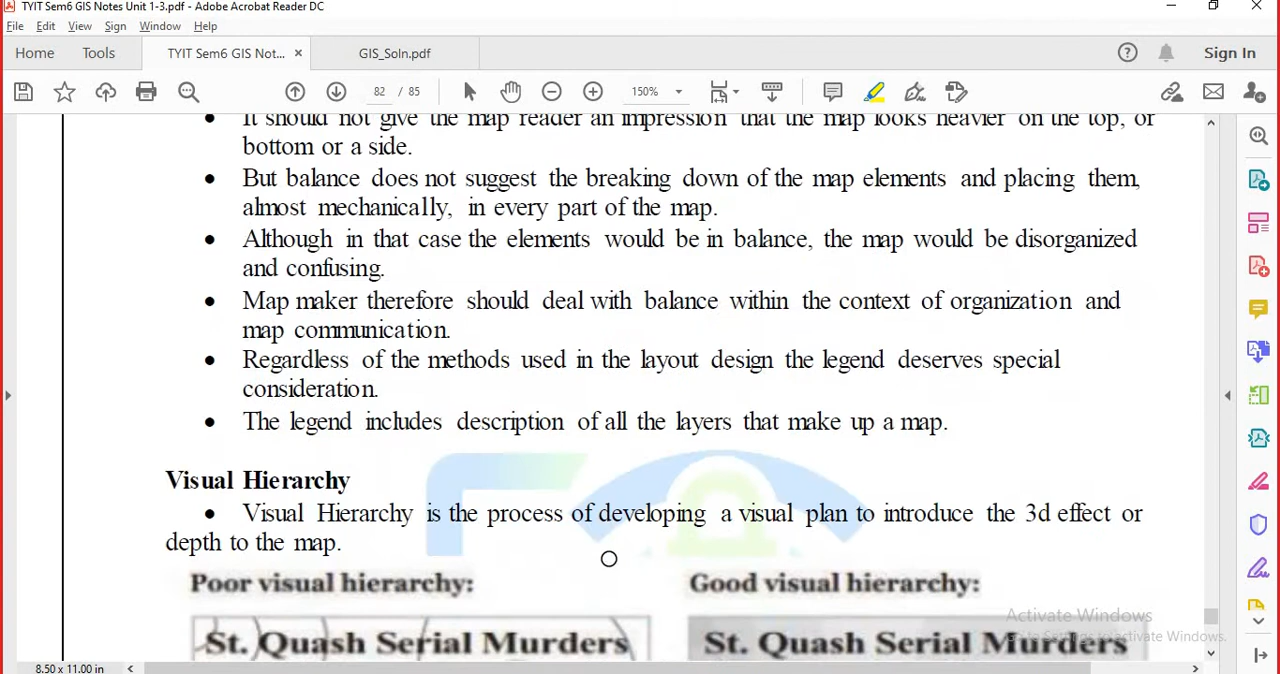 TYIT Sem6 GIS Notes Unit 1-3.pdf - Adobe Acrobat Reader DC
File Edit View Sign Window Help
Home Tools TYIT Sem6 GIS Not... × GIS_Soln.pdf Sign In
82 / 85 150%
• It should not give the map reader an impression that the map looks heavier on the top, or
bottom or a side.
• But balance does not suggest the breaking down of the map elements and placing them,
almost mechanically, in every part of the map.
• Although in that case the elements would be in balance, the map would be disorganized
and confusing.
• Map maker therefore should deal with balance within the context of organization and
map communication.
• Regardless of the methods used in the layout design the legend deserves special
consideration.
• The legend includes description of all the layers that make up a map.
Visual Hierarchy
• Visual Hierarchy is the process of developing a visual plan to introduce the 3d effect or
depth to the map.
Poor visual hierarchy: Good visual hierarchy:
St. Quash Serial Murders St. Quash Serial Murders
Activate Windows
to Settings to activate Windows.
8.50 x 11.00 in